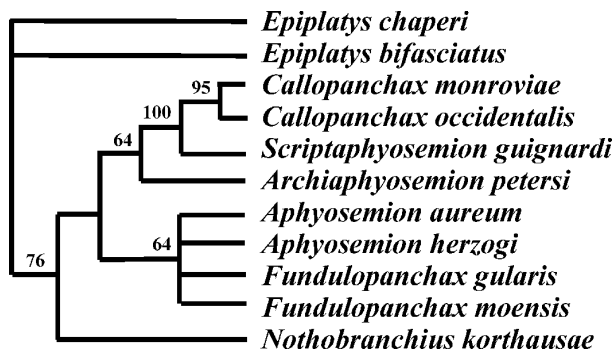 Epiplatys chaperi
Epiplatys bifasciatus
95 Callopanchax monroviae
Callopanchax occidentalis
100
Scriptaphyosemion guignardi
64
Archiaphyosemion petersi
Aphyosemion aureum
64 Aphyosemion herzogi
76 Fundulopanchax gularis
Fundulopanchax moensis
Nothobranchius korthausae